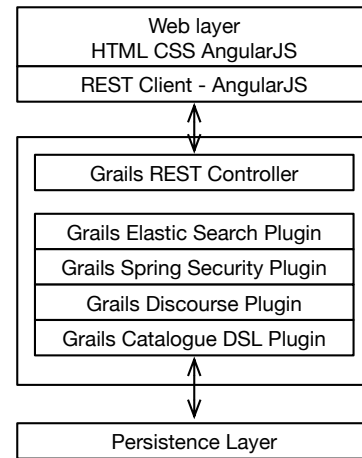 Web layer
HTML CSS AngularJS
REST Client - AngularJS
Grails REST Controller
Grails Elastic Search Plugin
Grails Spring Security Plugin
Grails Discourse Plugin
Grails Catalogue DSL Plugin
Persistence Layer